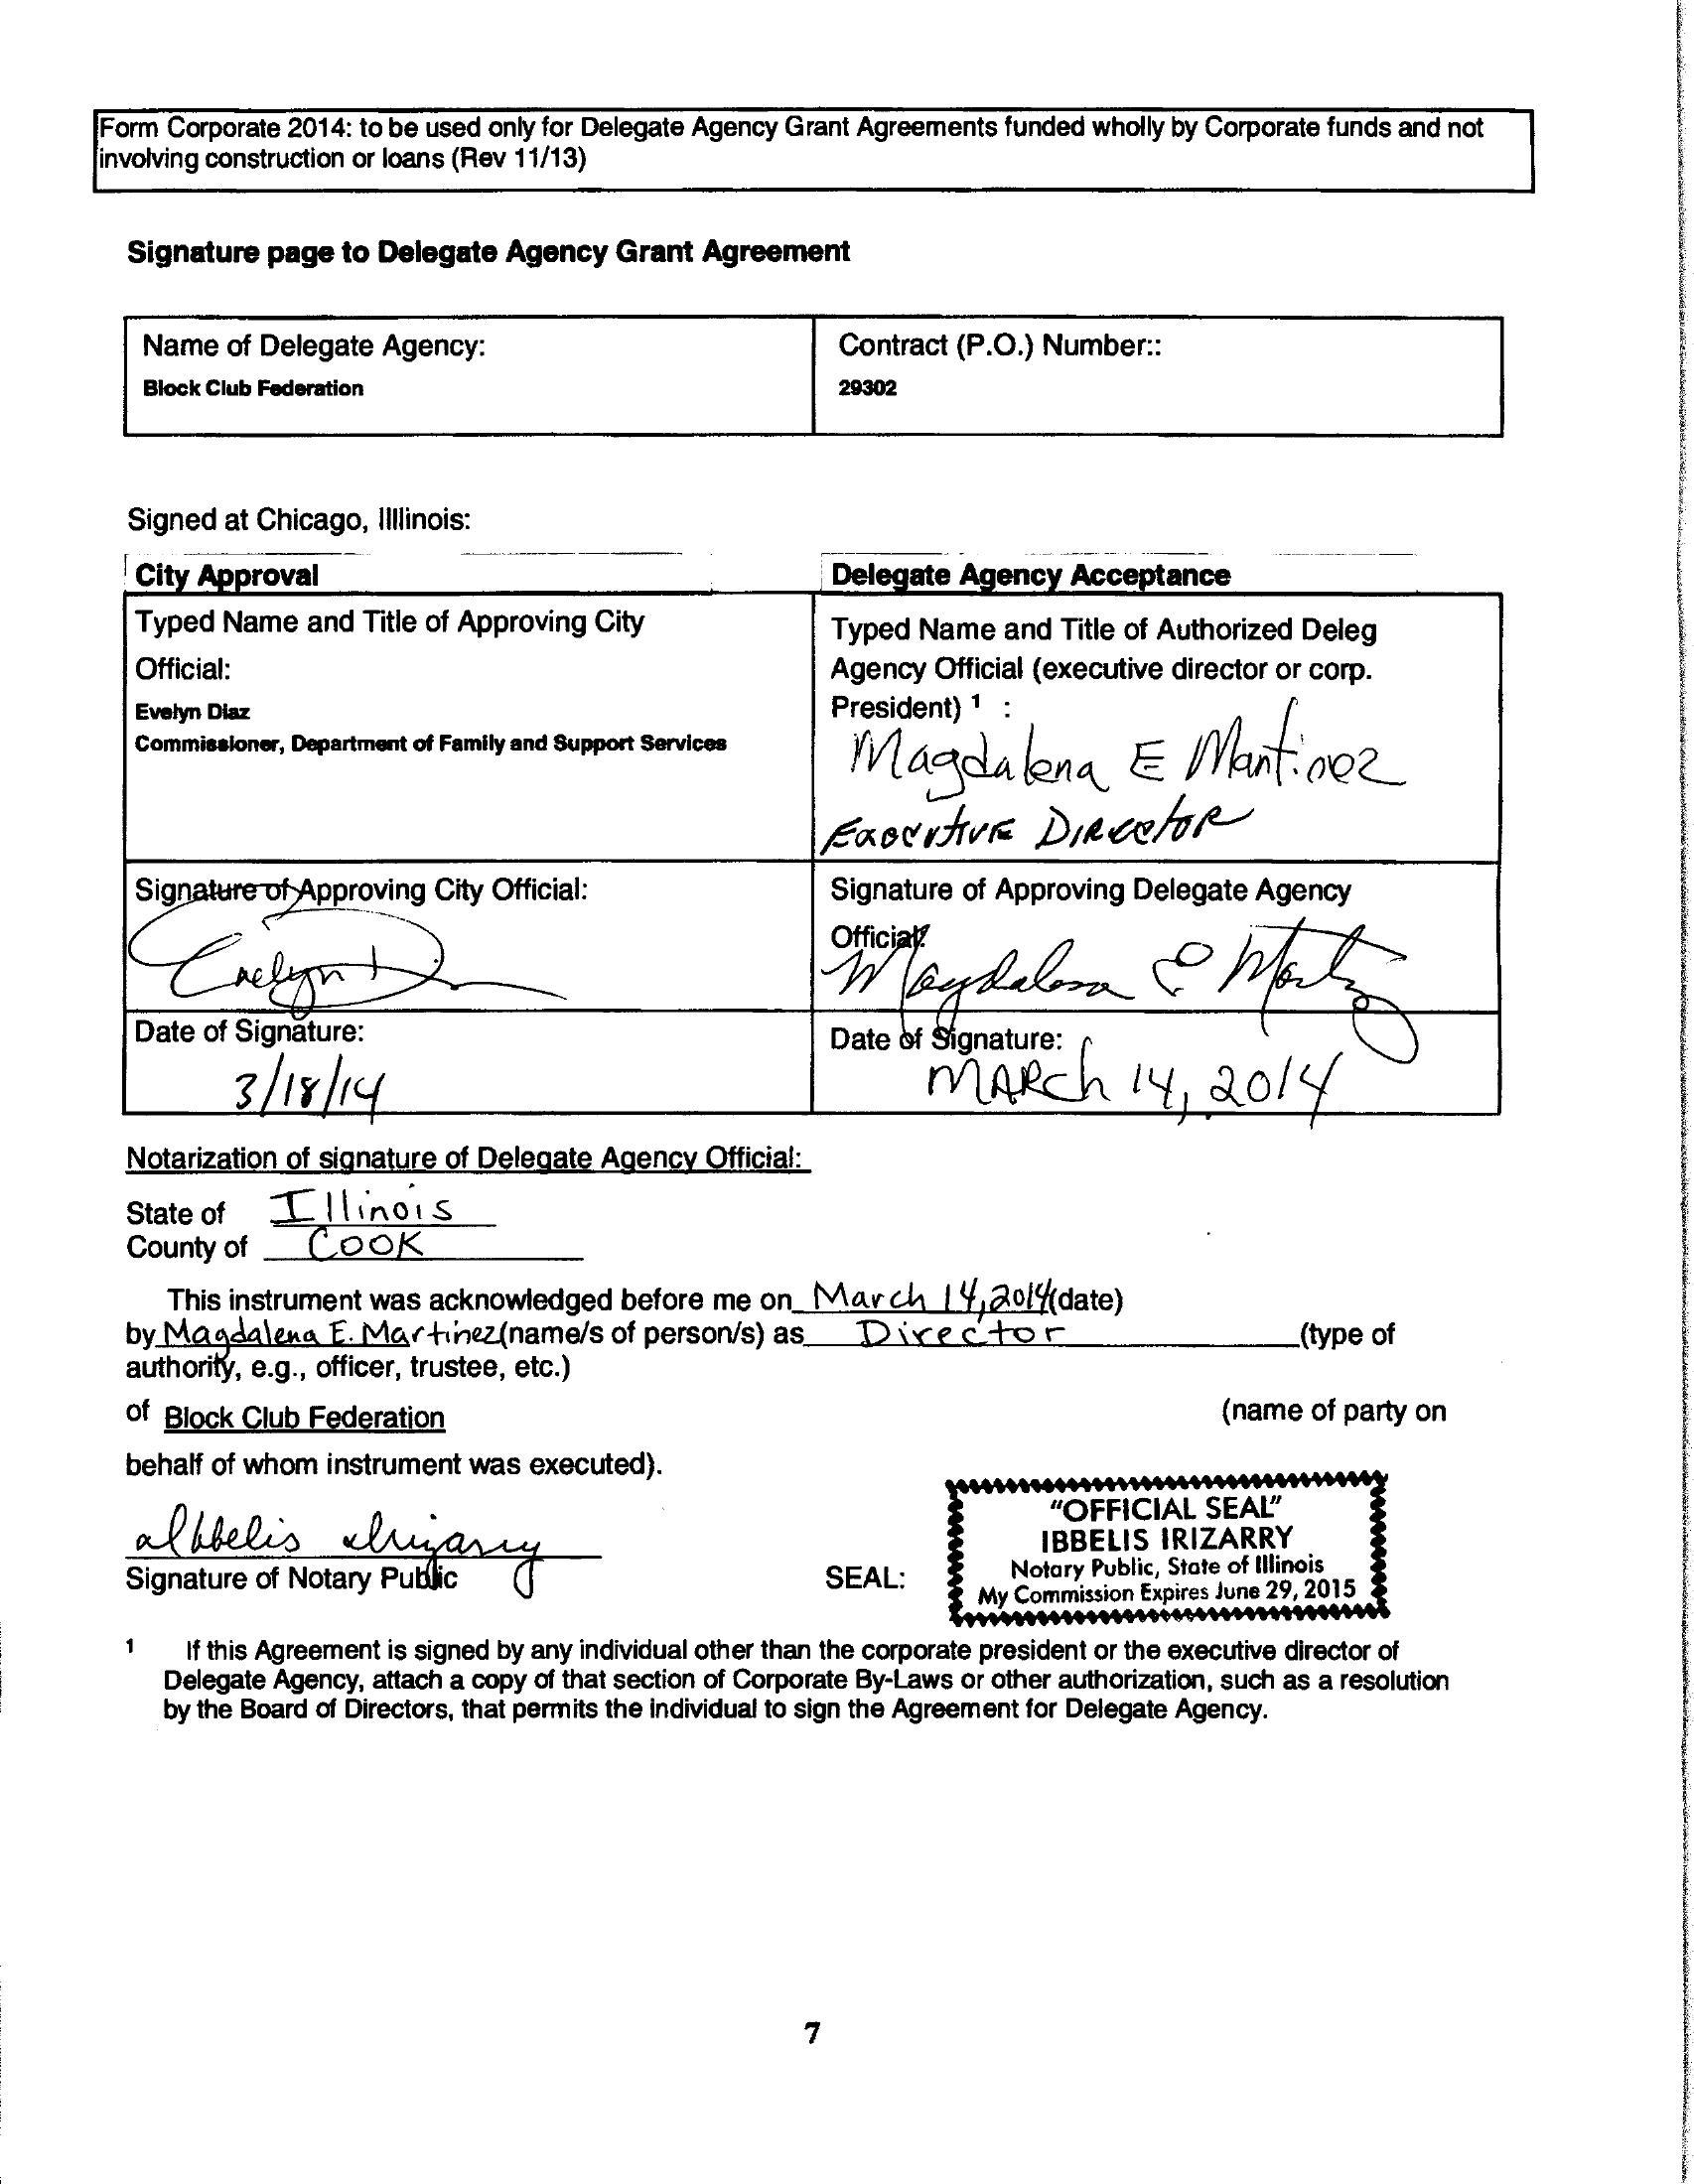 Form Corporate 2014: to be used only for Delegate Agency Grant Agreements funded wholly by Corporate funds and not
involving construction or loans (Rev 11/13)
Signature page to Delegate Agency Grant Agreement
Name of Delegate Agency:
Block Club Federation
Contract (P.O.) Number::
29302
Signed at Chicago, Illlinois:
City Approval
Typed Name and Title of Approving City
Official:
Evelyn Diaz
Commissioner, Department of Family and Support Services
Delegate Agency Acceptance
Typed Name and Title of Authorized Deleg
Agency Official (executive director or corp.
President) 1 :
Magdalena E Martinez
Executive Director
Signature of Approving City Official:
Evelyn D
Signature of Approving Delegate Agency
Official:
Magdalena E Martinez
Date of Signature:
3/18/14
Date of Signature:
MARCh 14, 2014
Notarization of signature of Delegate Agency Official:
State of Illinois
County of COOK
This instrument was acknowledged before me on March 14, 2014(date)
by Magdalena E. Martinez(name/s of person/s) as Director (type of
authority, e.g., officer, trustee, etc.)
of Block Club Federation (name of party on
behalf of whom instrument was executed).
Ibbelis Irizarry
Signature of Notary Public
SEAL:
"OFFICIAL SEAL"
IBBELIS IRIZARRY
Notary Public, State of Illinois
My Commission Expires June 29, 2015
1 If this Agreement is signed by any individual other than the corporate president or the executive director of
Delegate Agency, attach a copy of that section of Corporate By-Laws or other authorization, such as a resolution
by the Board of Directors, that permits the individual to sign the Agreement for Delegate Agency.
7